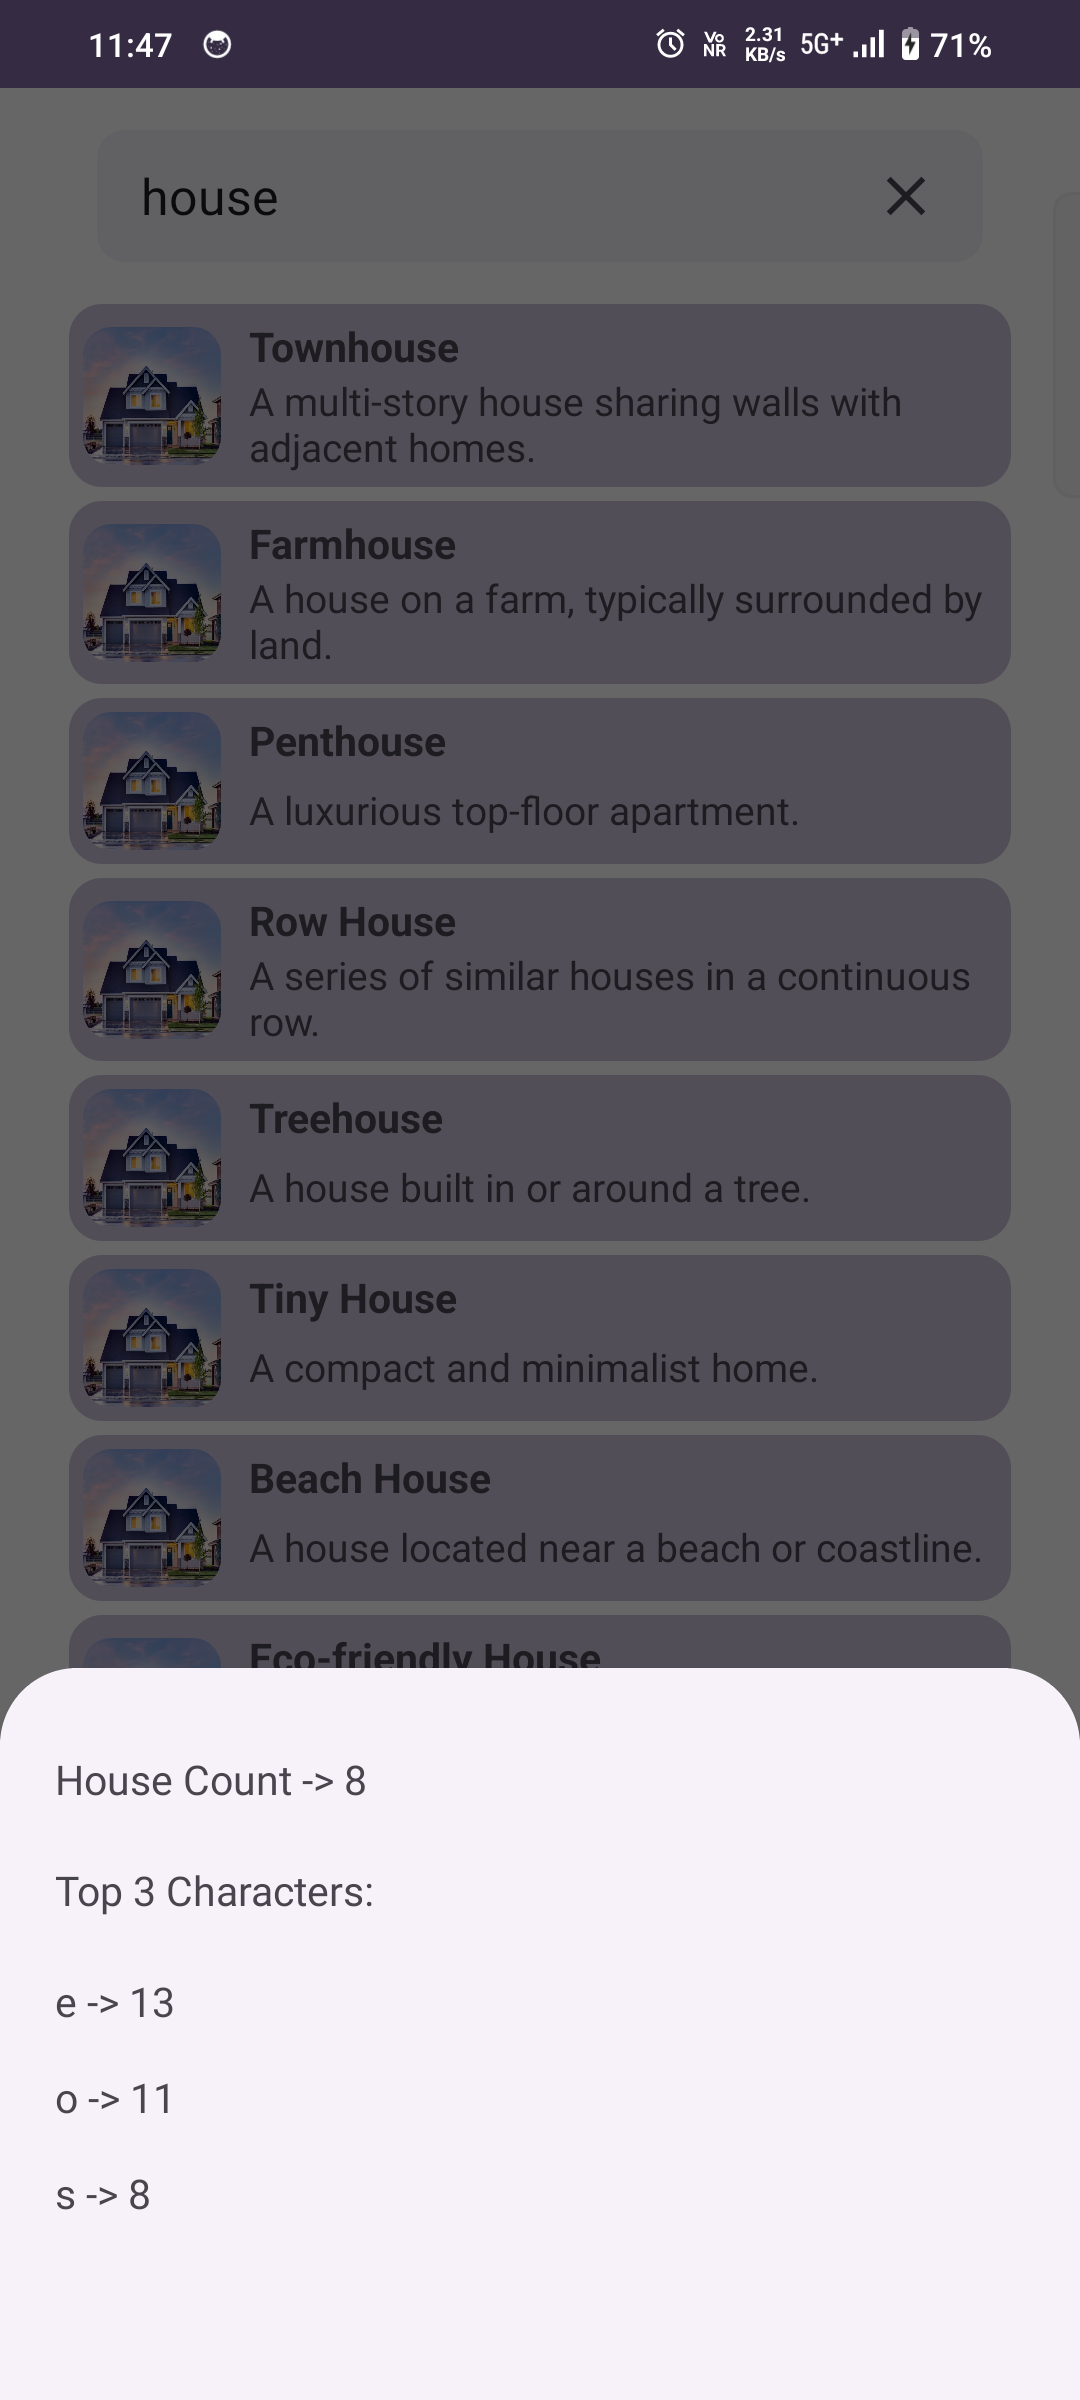 11:47
Vo
NR
2.31
KB/s
5G+
71%
house
Townhouse
A multi-story house sharing walls with
adjacent homes.
Farmhouse
A house on a farm, typically surrounded by
land.
Penthouse
A luxurious top-floor apartment.
Row House
A series of similar houses in a continuous
row.
Treehouse
A house built in or around a tree.
Tiny House
A compact and minimalist home.
Beach House
A house located near a beach or coastline.
Eco-friendly House
House Count -> 8
Top 3 Characters:
e -> 13
o -> 11
s -> 8